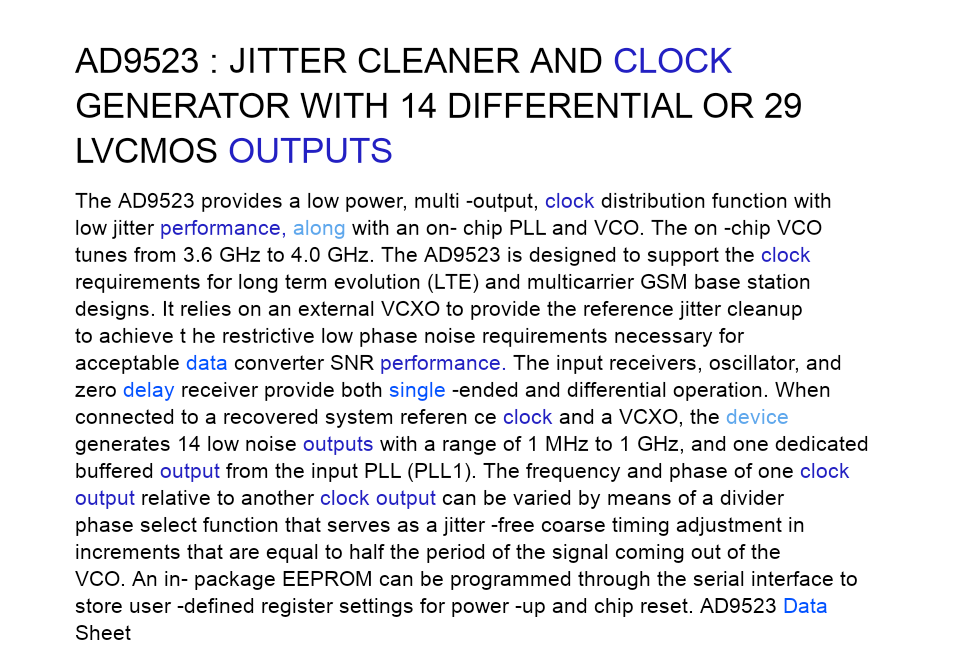 AD9523 : JITTER CLEANER AND CLOCK
GENERATOR WITH 14 DIFFERENTIAL OR 29
LVCMOS OUTPUTS
The AD9523 provides a low power, multi -output, clock distribution function with
low jitter performance, along with an on- chip PLL and VCO. The on -chip VCO
tunes from 3.6 GHz to 4.0 GHz. The AD9523 is designed to support the clock
requirements for long term evolution (LTE) and multicarrier GSM base station
designs. It relies on an external VCXO to provide the reference jitter cleanup
to achieve t he restrictive low phase noise requirements necessary for
acceptable data converter SNR performance. The input receivers, oscillator, and
zero delay receiver provide both single -ended and differential operation. When
connected to a recovered system referen ce clock and a VCXO, the device
generates 14 low noise outputs with a range of 1 MHz to 1 GHz, and one dedicated
buffered output from the input PLL (PLL1). The frequency and phase of one clock
output relative to another clock output can be varied by means of a divider
phase select function that serves as a jitter -free coarse timing adjustment in
increments that are equal to half the period of the signal coming out of the
VCO. An in- package EEPROM can be programmed through the serial interface to
store user -defined register settings for power -up and chip reset. AD9523 Data
Sheet